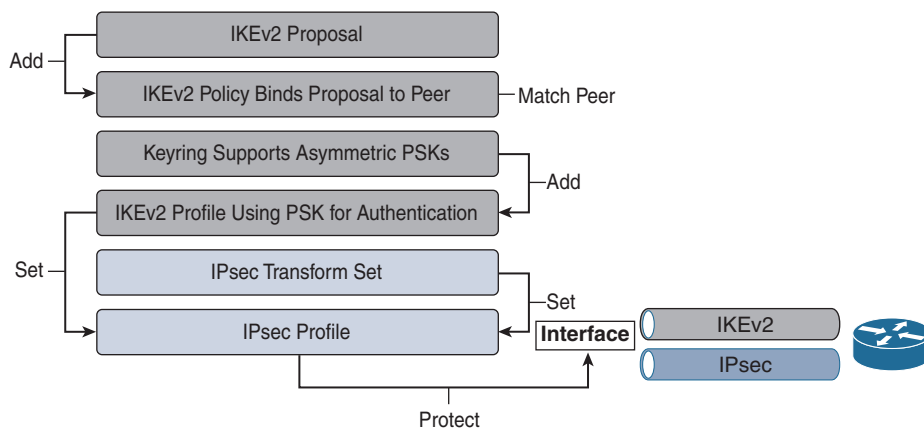 IKEv2 Proposal
Add
IKEv2 Policy Binds Proposal to Peer
Match Peer
Keyring Supports Asymmetric PSKs
Add
IKEv2 Profile Using PSK for Authentication
Set
IPsec Transform Set
Set
IPsec Profile
Interface
IKEv2
IPsec
Protect